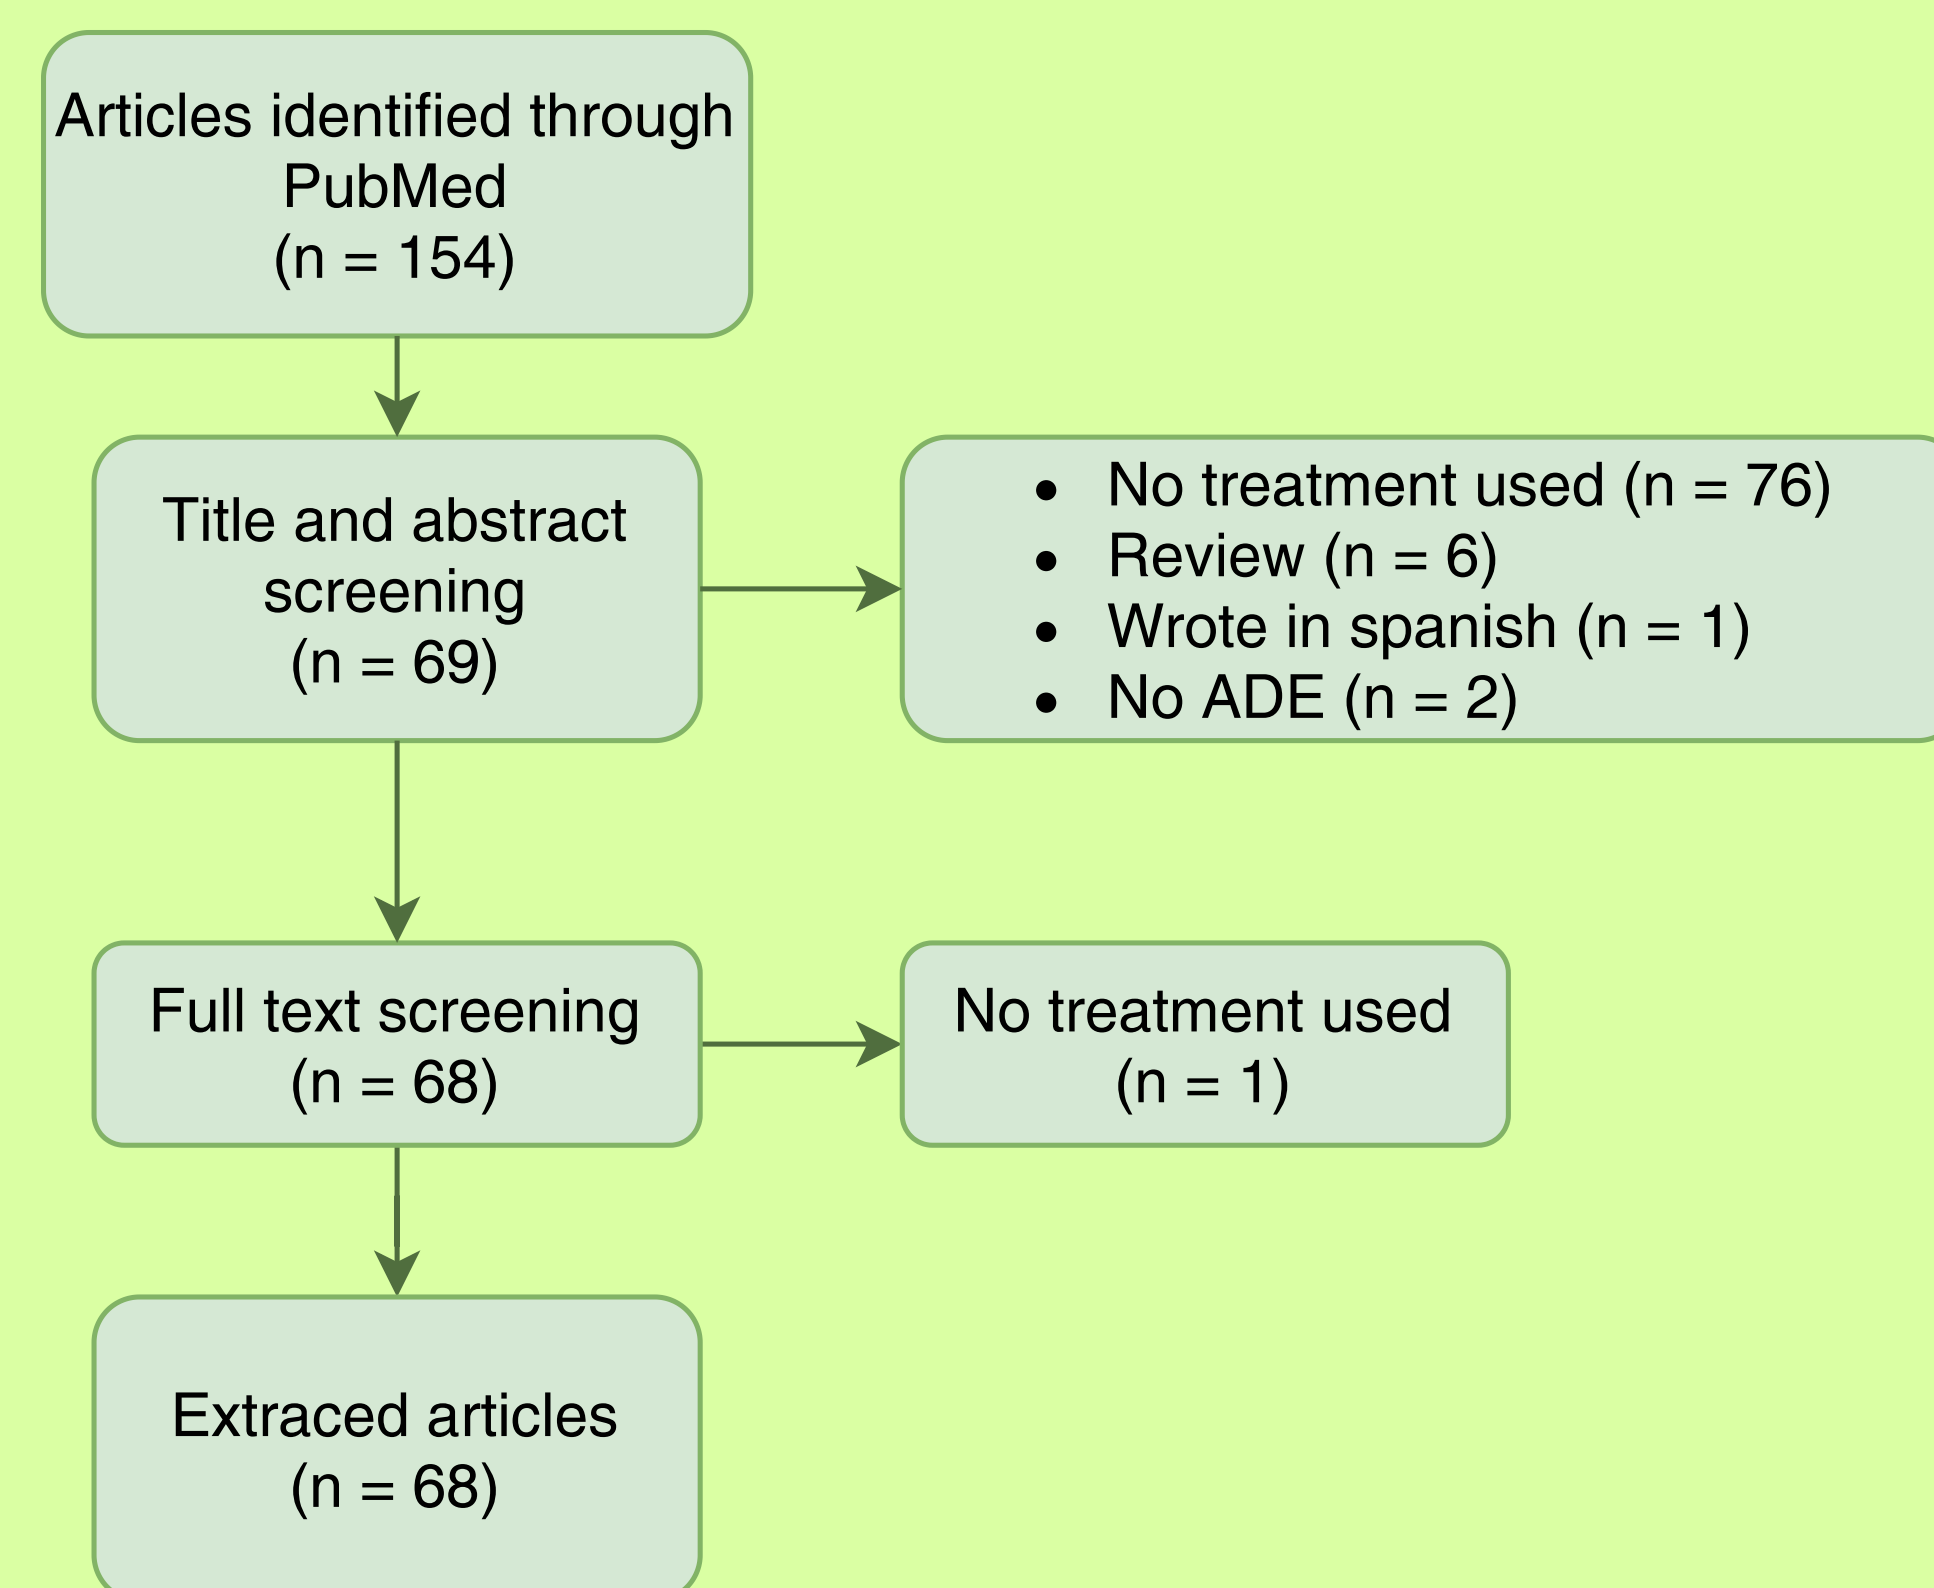 Articles identified through
PubMed
(n = 154)
Title and abstract
screening
(n = 69)
• No treatment used (n = 76)
• Review (n = 6)
• Wrote in spanish (n = 1)
• No ADE (n = 2)
Full text screening
(n = 68)
No treatment used
(n = 1)
Extraced articles
(n = 68)